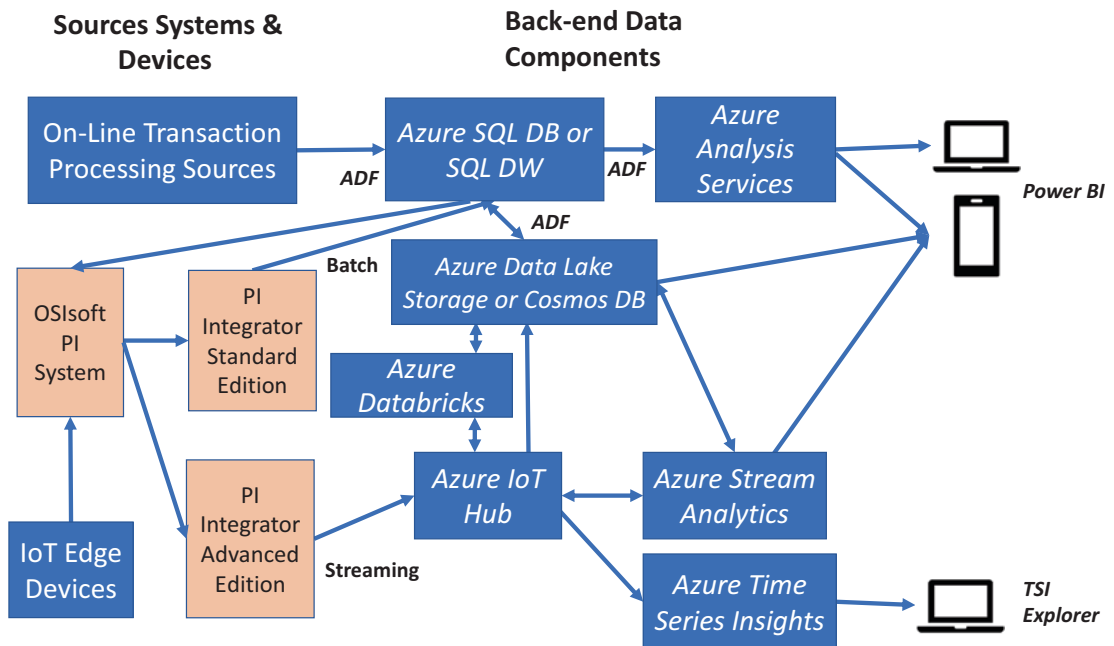 Sources Systems &
Devices
Back-end Data
Components
On-Line Transaction
Processing Sources
ADF
Azure SQL DB or
SQL DW
ADF
Azure
Analysis
Services
Power BI
ADF
Batch
OSIsoft
PI
System
PI
Integrator
Standard
Edition
Azure Data Lake
Storage or Cosmos DB
Azure
Databricks
PI
Integrator
Advanced
Edition
Azure IoT
Hub
Azure Stream
Analytics
IoT Edge
Devices
Streaming
Azure Time
Series Insights
TSI
Explorer